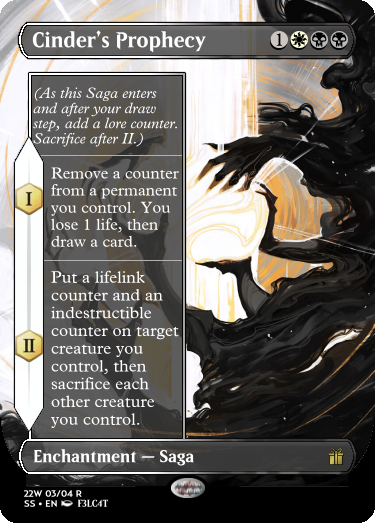 Cinder's Prophecy 1
(As this Saga enters
and after your draw
step, add a lore counter.
Sacrifice after II.)
I
Remove a counter
from a permanent
you control. You
lose 1 life, then
draw a card.
II
Put a lifelink
counter and an
indestructible
counter on target
creature you
control, then
sacrifice each
other creature
you control.
Enchantment — Saga
22W 03/04 R
SS • EN F3LC4T